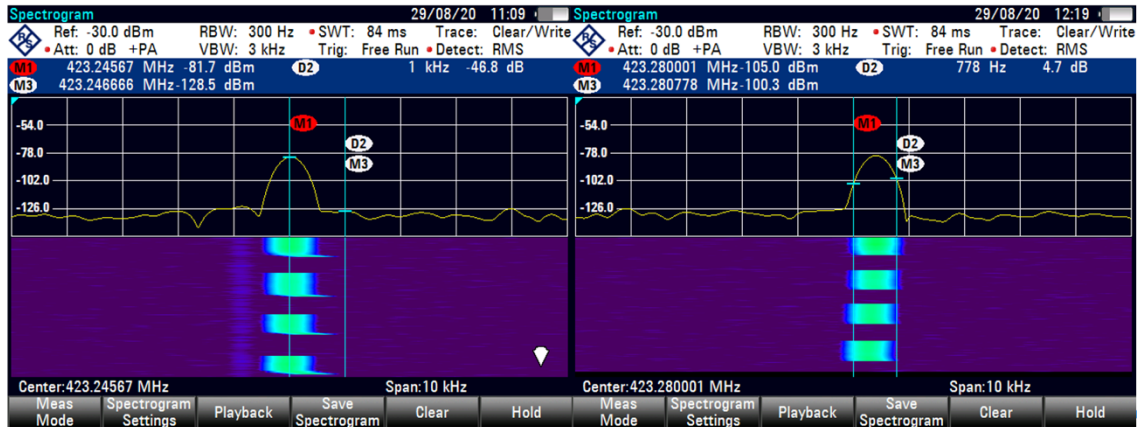 Spectrogram 29/08/20 11:09
Ref: -30.0 dBm RBW: 300 Hz • SWT: 84 ms Trace: Clear/Write
• Att: 0 dB +PA VBW: 3 kHz Trig: Free Run • Detect: RMS
M1 423.24567 MHz -81.7 dBm D2 1 kHz -46.8 dB
M3 423.246666 MHz-128.5 dBm
M1
-54.0
D2
-78.0
M3
-102.0
-126.0
Center:423.24567 MHz Span:10 kHz
Meas Mode
Spectrogram Settings
Playback
Save Spectrogram
Clear
Hold
Spectrogram 29/08/20 12:19
R&S Ref: -30.0 dBm RBW: 300 Hz • SWT: 84 ms Trace: Clear/Write
• Att: 0 dB +PA VBW: 3 kHz Trig: Free Run • Detect: RMS
M1 423.280001 MHz-105.0 dBm D2 778 Hz 4.7 dB
M3 423.280778 MHz-100.3 dBm
M1
-54.0
D2
-78.0
M3
-102.0
-126.0
Center:423.280001 MHz Span:10 kHz
Meas Mode
Spectrogram Settings
Playback
Save Spectrogram
Clear
Hold